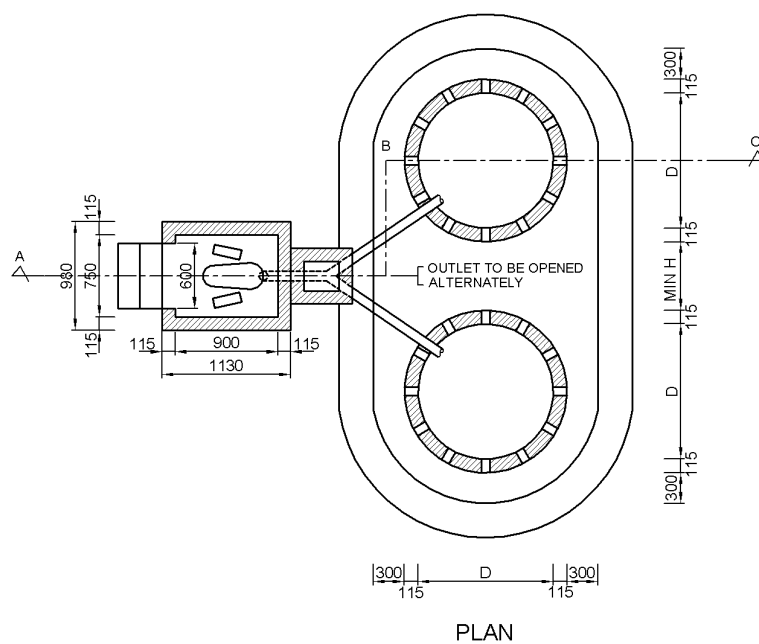 300
115
B
C
D
115
115
A
980
750
600
OUTLET TO BE OPENED
ALTERNATELY
MIN H
115
115
115
900
115
1130
D
115
300
300
D
300
115
115
PLAN